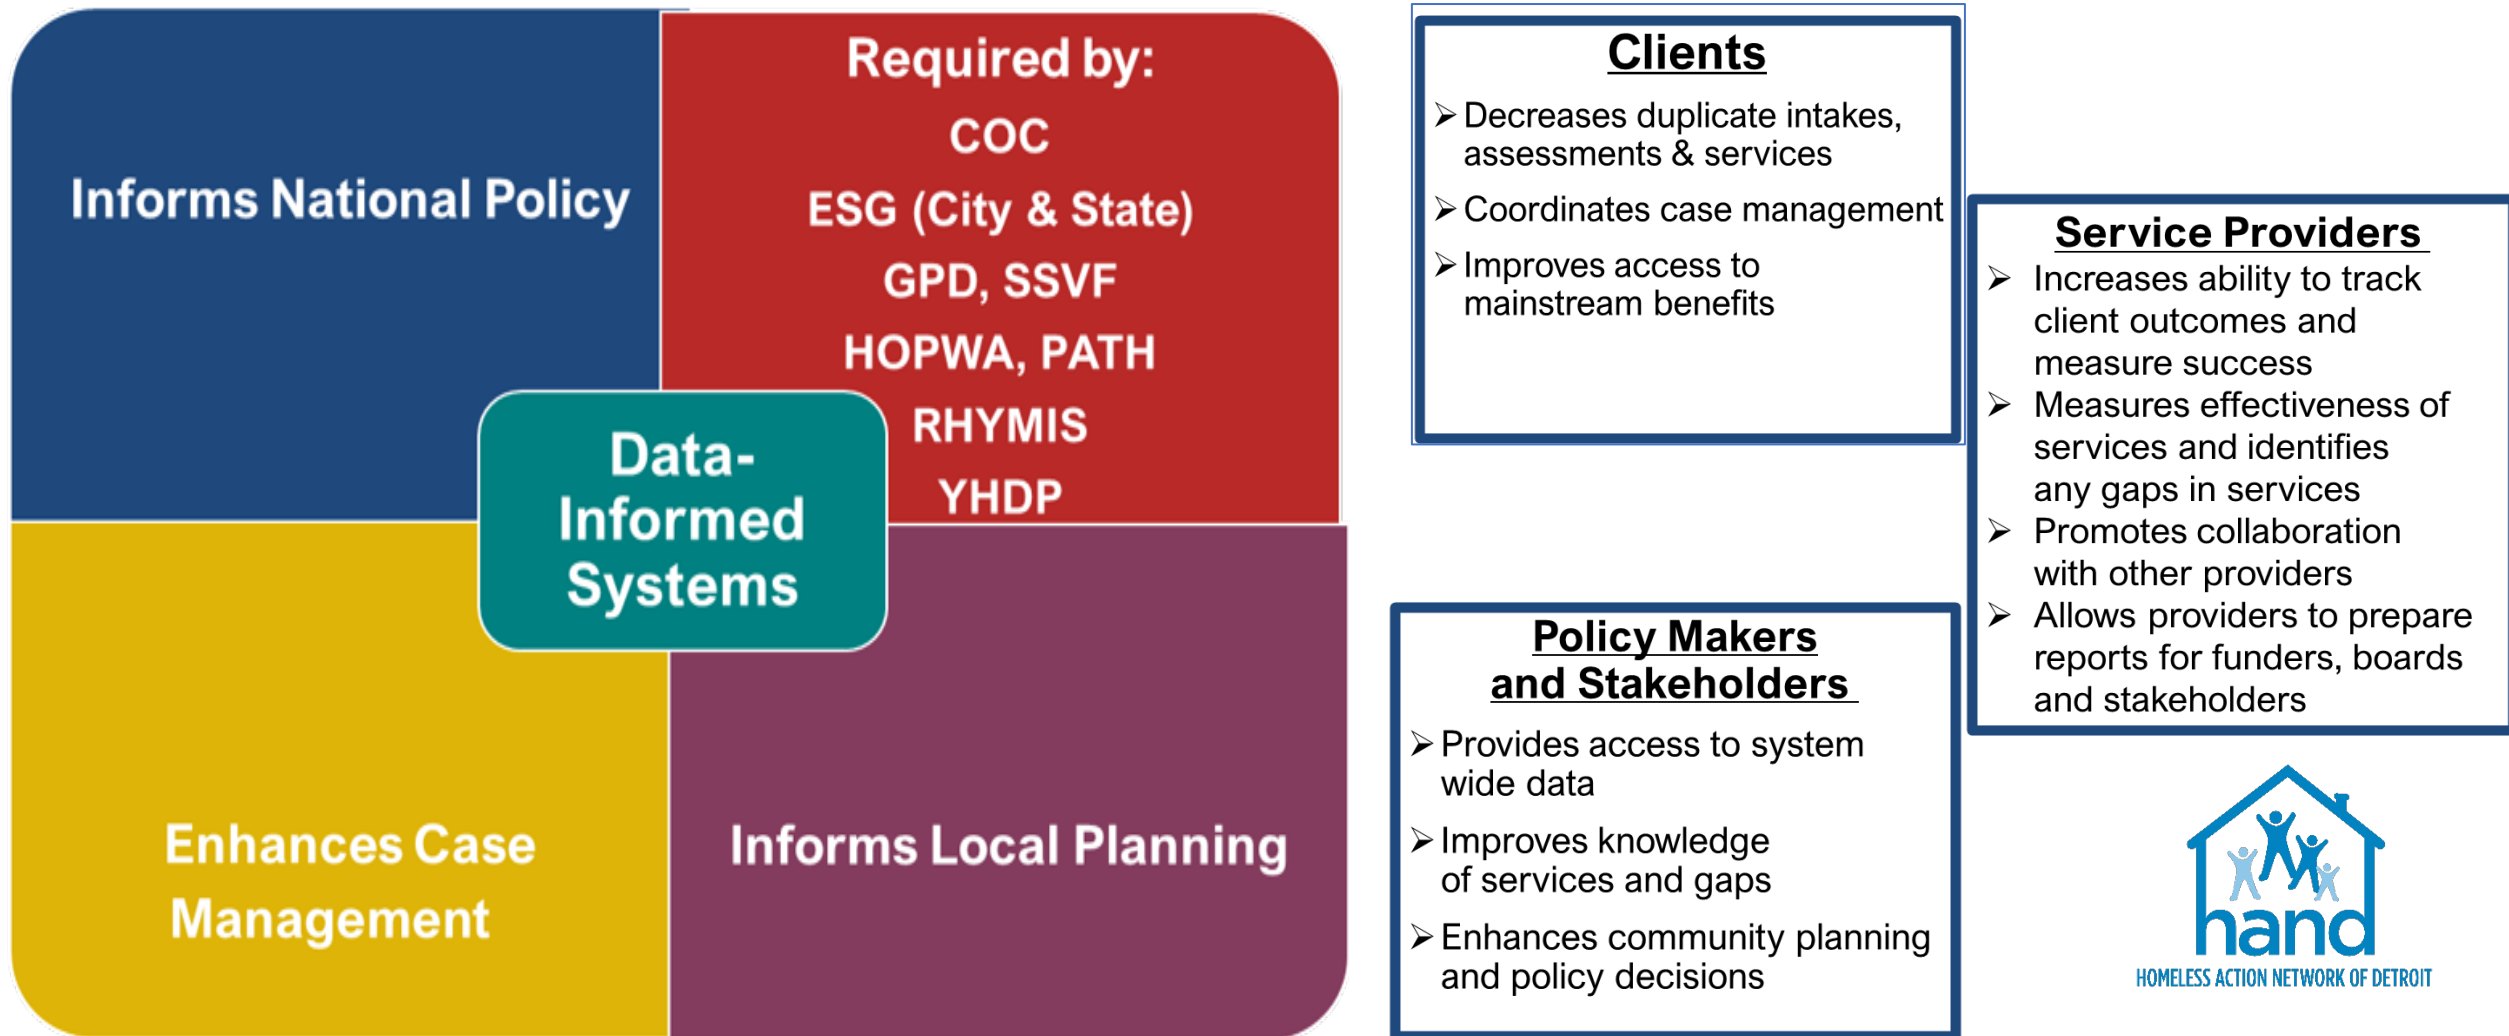 Informs National Policy
Required by:
COC
ESG (City & State)
GPD, SSVF
HOPWA, PATH
RHYMIS
YHDP
Data-
Informed
Systems
Enhances Case
Management
Informs Local Planning
Clients
➢ Decreases duplicate intakes,
assessments & services
➢ Coordinates case management
➢ Improves access to
mainstream benefits
Service Providers
➢ Increases ability to track
client outcomes and
measure success
➢ Measures effectiveness of
services and identifies
any gaps in services
➢ Promotes collaboration
with other providers
➢ Allows providers to prepare
reports for funders, boards
and stakeholders
Policy Makers
and Stakeholders
➢ Provides access to system
wide data
➢ Improves knowledge
of services and gaps
➢ Enhances community planning
and policy decisions
hand
HOMELESS ACTION NETWORK OF DETROIT